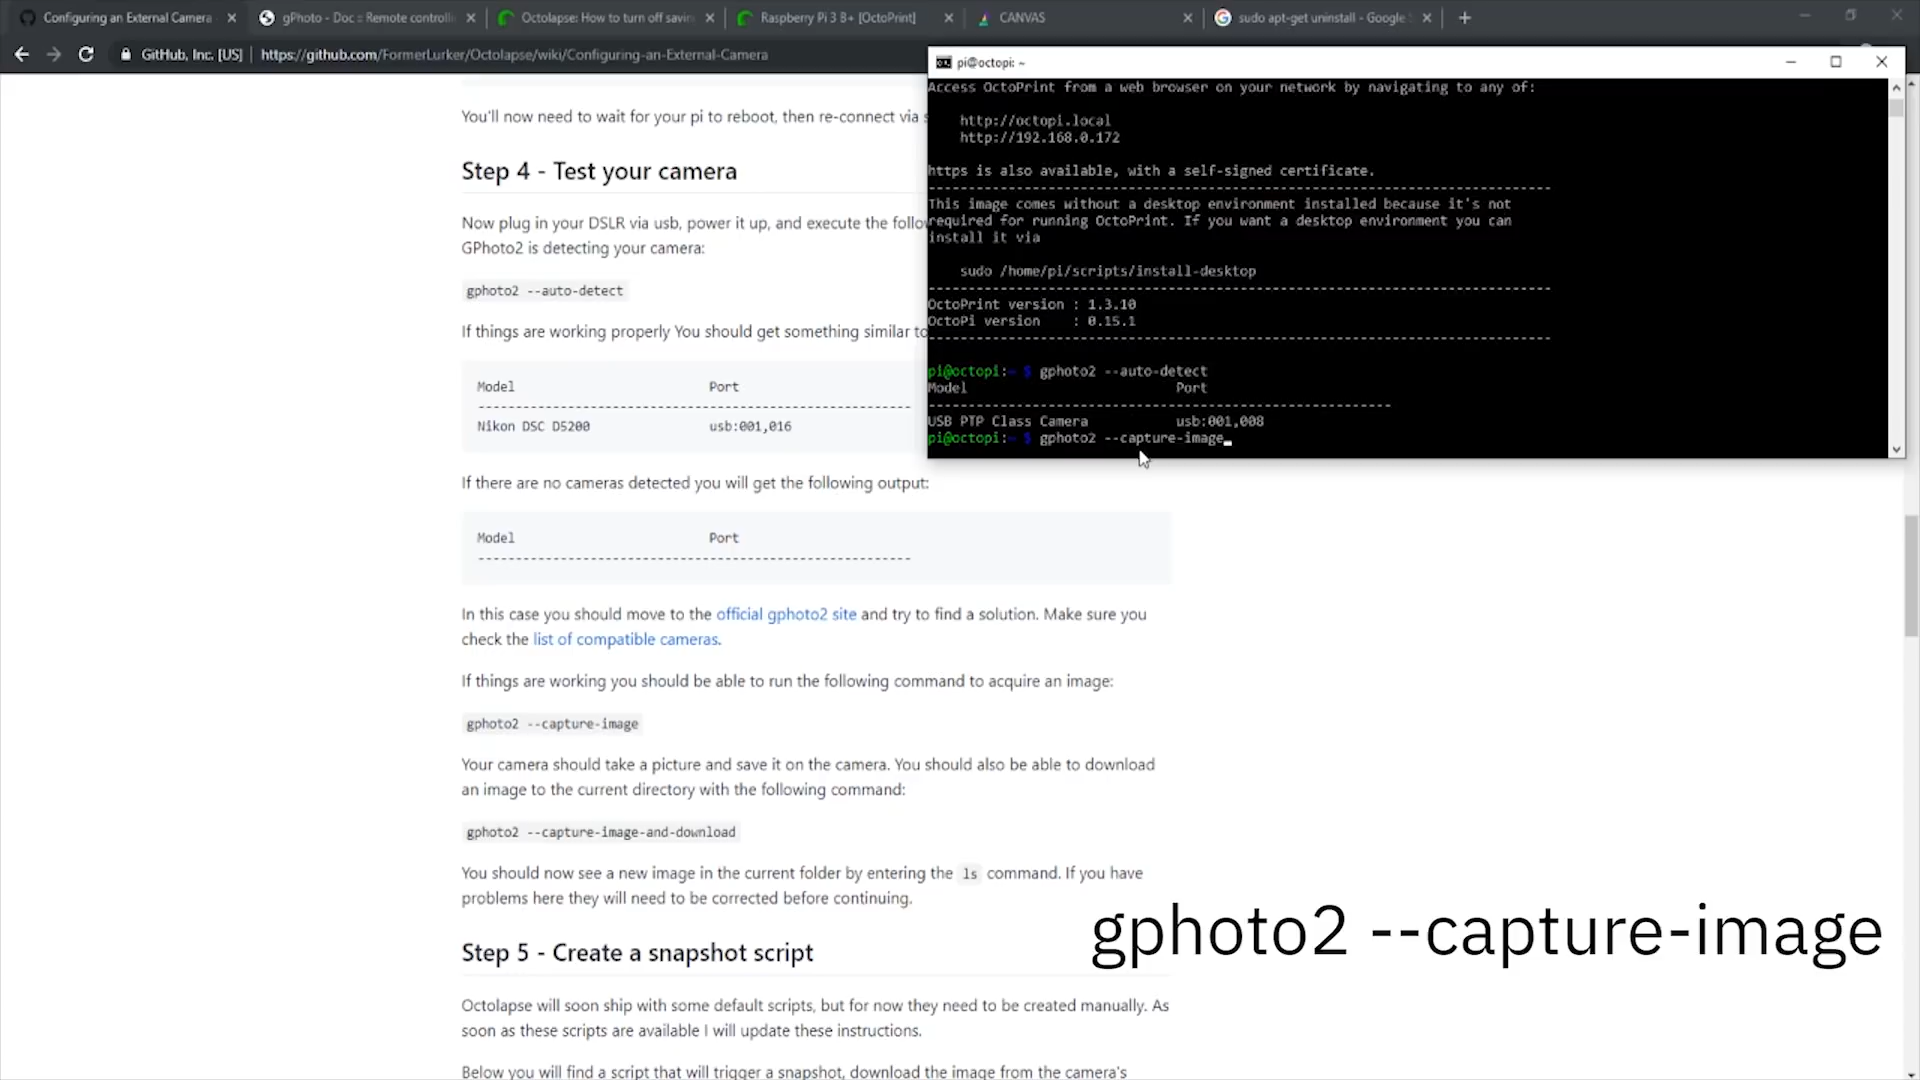 Configuring an External Camera
gPhoto - Doc :: Remote controlli
Octolapse: How to turn off savin
Raspberry Pi 3 B+ [OctoPrint]
CANVAS
sudo apt-get uninstall - Google S
GitHub, Inc. [US]
https://github.com/FormerLurker/Octolapse/wiki/Configuring-an-External-Camera
You'll now need to wait for your pi to reboot, then re-connect via s
Step 4 - Test your camera
Now plug in your DSLR via usb, power it up, and execute the follo
GPhoto2 is detecting your camera:
gphoto2 --auto-detect
If things are working properly You should get something similar to
Model Port
----------------------------------------------------------
Nikon DSC D5200 usb:001,016
If there are no cameras detected you will get the following output:
Model Port
----------------------------------------------------------
In this case you should move to the official gphoto2 site and try to find a solution. Make sure you
check the list of compatible cameras.
If things are working you should be able to run the following command to acquire an image:
gphoto2 --capture-image
Your camera should take a picture and save it on the camera. You should also be able to download
an image to the current directory with the following command:
gphoto2 --capture-image-and-download
You should now see a new image in the current folder by entering the ls command. If you have
problems here they will need to be corrected before continuing.
Step 5 - Create a snapshot script
Octolapse will soon ship with some default scripts, but for now they need to be created manually. As
soon as these scripts are available I will update these instructions.
Below you will find a script that will trigger a snapshot, download the image from the camera's
pi@octopi: ~
Access OctoPrint from a web browser on your network by navigating to any of:
http://octopi.local
http://192.168.0.172
https is also available, with a self-signed certificate.
------------------------------------------------------------------------------
This image comes without a desktop environment installed because it's not
required for running OctoPrint. If you want a desktop environment you can
install it via
sudo /home/pi/scripts/install-desktop
------------------------------------------------------------------------------
OctoPrint version : 1.3.10
OctoPi version : 0.15.1
------------------------------------------------------------------------------
pi@octopi:~ $ gphoto2 --auto-detect
Model Port
----------------------------------------------------------
USB PTP Class Camera usb:001,008
pi@octopi:~ $ gphoto2 --capture-image
gphoto2 --capture-image